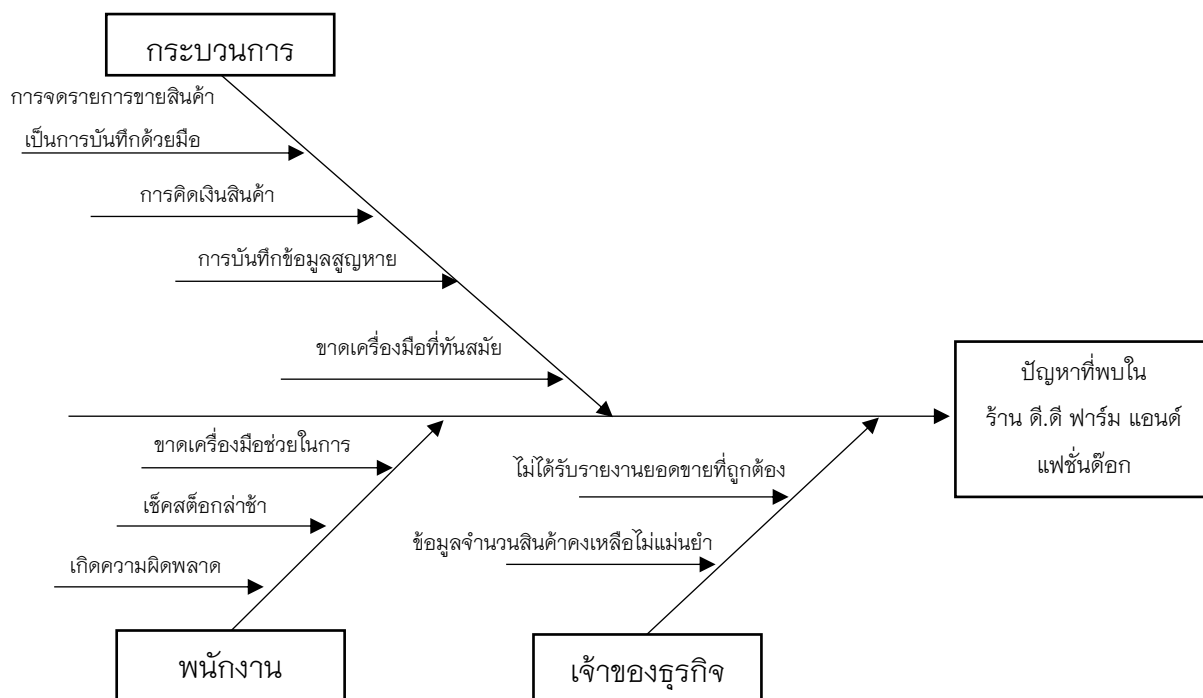 กระบวนการ
การจดรายการขายสินค้า
เป็นการบันทึกด้วยมือ
การคิดเงินสินค้า
การบันทึกข้อมูลสูญหาย
ขาดเครื่องมือที่ทันสมัย
ปัญหาที่พบใน
ร้าน ดี.ดี ฟาร์ม แอนด์
แฟชั่นด๊อก
ขาดเครื่องมือช่วยในการ
เช็คสต็อกล่าช้า
เกิดความผิดพลาด
พนักงาน
ไม่ได้รับรายงานยอดขายที่ถูกต้อง
ข้อมูลจำนวนสินค้าคงเหลือไม่แม่นยำ
เจ้าของธุรกิจ